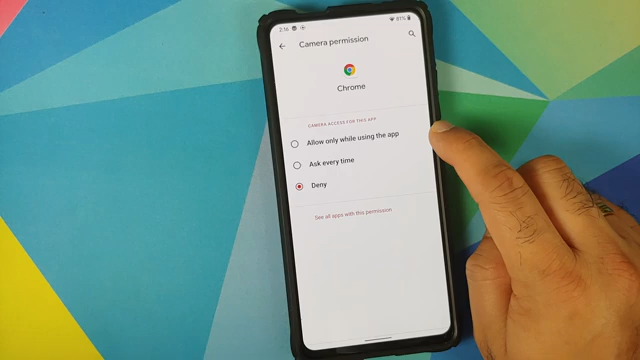 2:16 81%
Camera permission
Chrome
CAMERA ACCESS FOR THIS APP
Allow only while using the app
Ask every time
Deny
See all apps with this permission